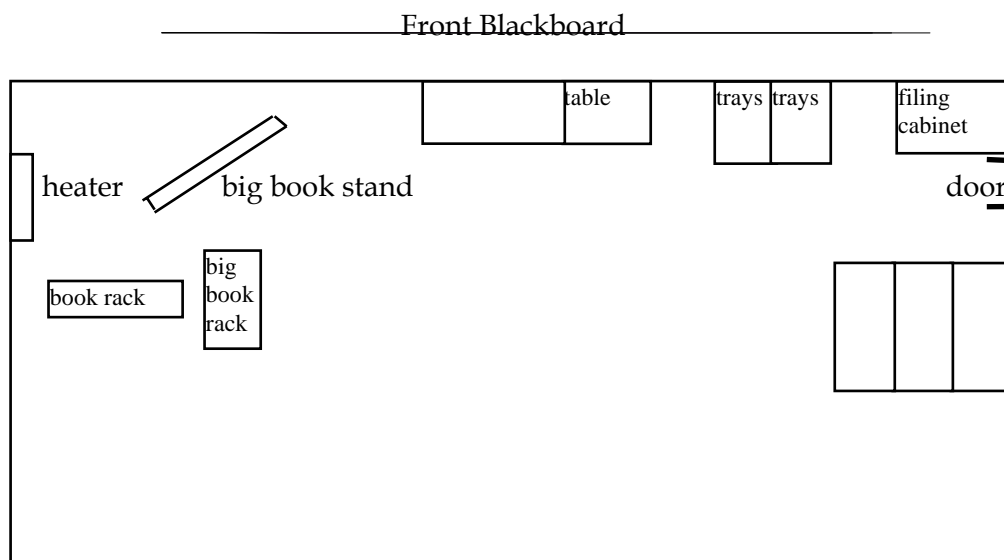 Front Blackboard
table
trays
trays
filing
cabinet
heater
big book stand
door
big
book
rack
book rack